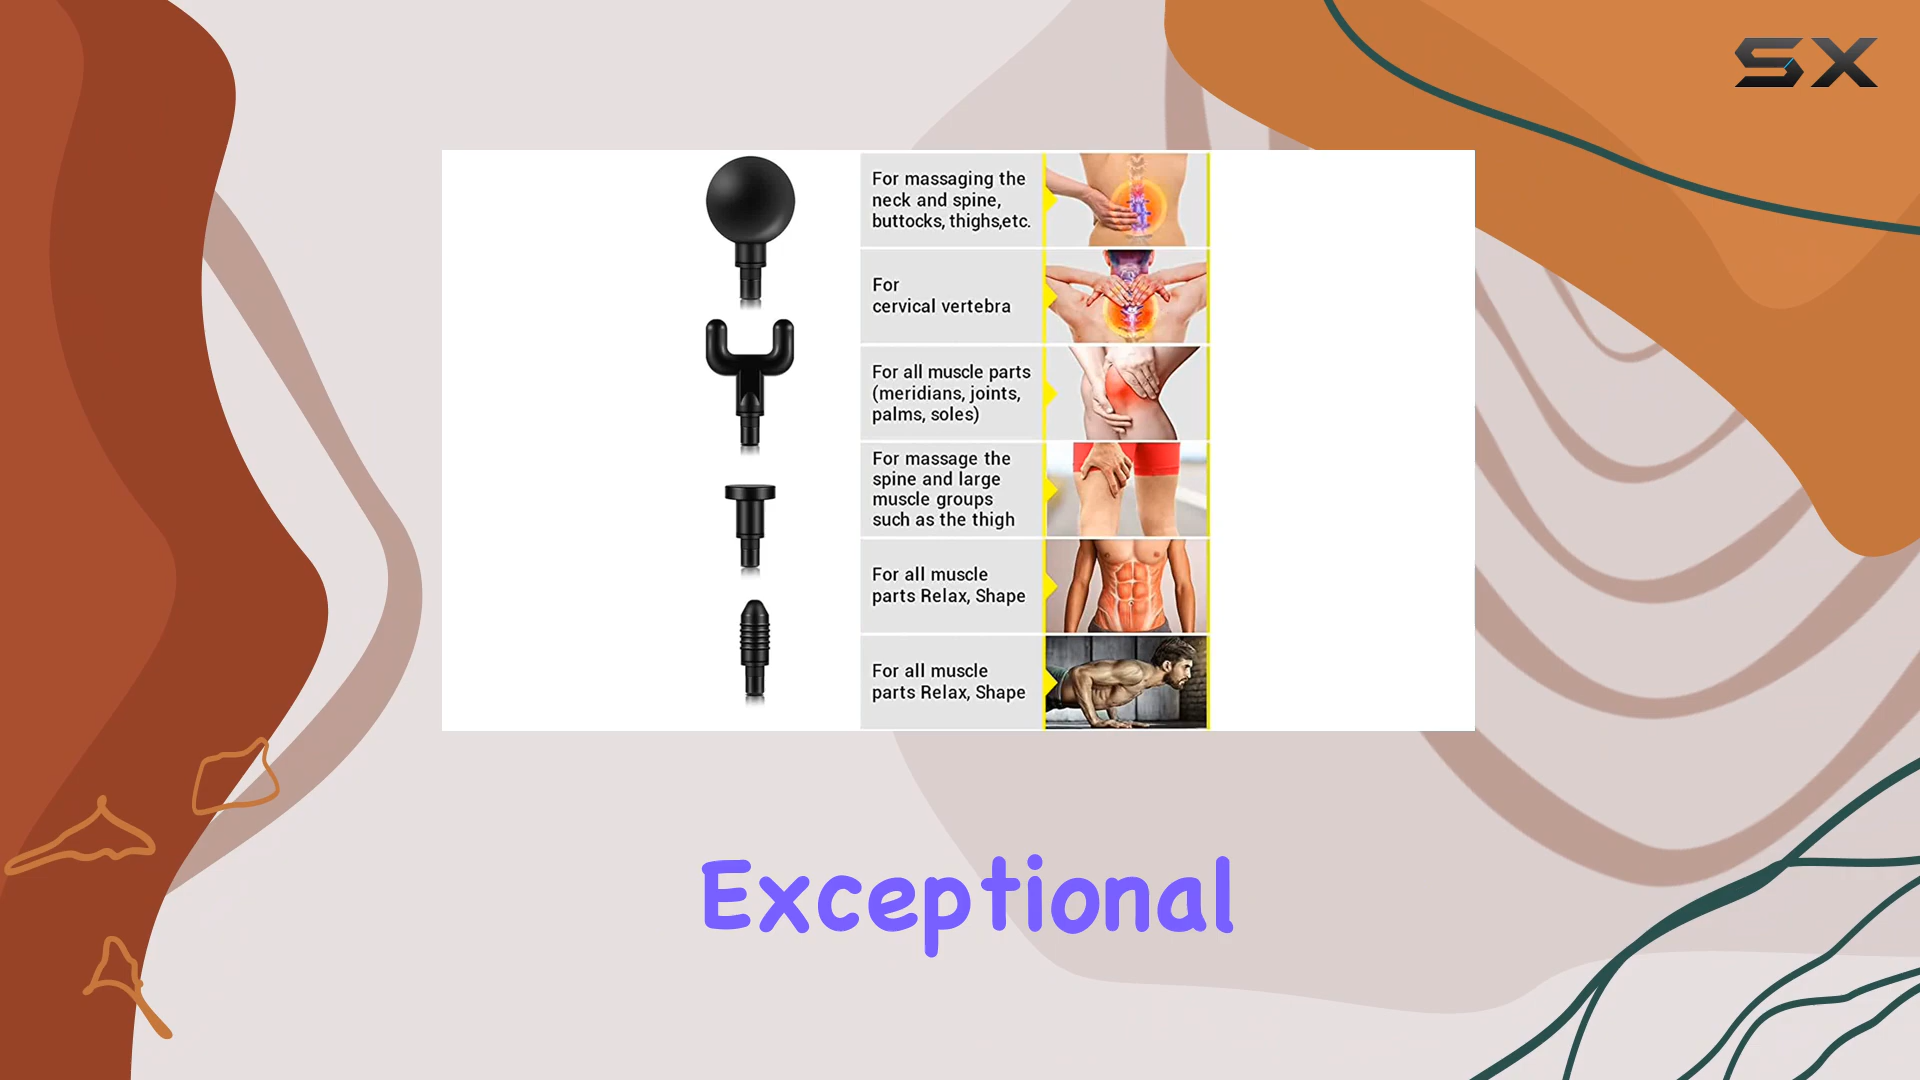 SX
For massaging the
neck and spine,
buttocks, thighs,etc.
For
cervical vertebra
For all muscle parts
(meridians, joints,
palms, soles)
For massage the
spine and large
muscle groups
such as the thigh
For all muscle
parts Relax, Shape
For all muscle
parts Relax, Shape
Exceptional